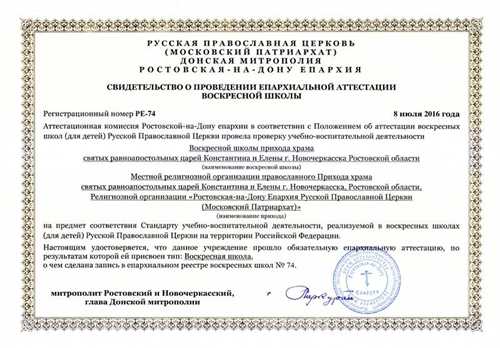 РУССКАЯ ПРАВОСЛАВНАЯ ЦЕРКОВЬ
(МОСКОВСКИЙ ПАТРИАРХАТ)
ДОНСКАЯ МИТРОПОЛИЯ
РОСТОВСКАЯ-НА-ДОНУ ЕПАРХИЯ
СВИДЕТЕЛЬСТВО О ПРОВЕДЕНИИ ЕПАРХИАЛЬНОЙ АТТЕСТАЦИИ
ВОСКРЕСНОЙ ШКОЛЫ
Регистрационный номер РЕ-74 8 июля 2016 года
Аттестационная комиссия Ростовской-на-Дону епархии в соответствии с Положением об аттестации воскресных
школ (для детей) Русской Православной Церкви провела проверку учебно-воспитательной деятельности
Воскресной школы прихода храма
святых равноапостольных царей Константина и Елены г. Новочеркасска Ростовской области
(наименование воскресной школы)
Местной религиозной организации православного Прихода храма
святых равноапостольных царей Константина и Елены г. Новочеркасска, Ростовской области,
Религиозной организации «Ростовская-на-Дону Епархия Русской Православной Церкви
(Московский Патриархат)»
(наименование прихода)
на предмет соответствия Стандарту учебно-воспитательной деятельности, реализуемой в воскресных школах
(для детей) Русской Православной Церкви на территории Российской Федерации.
Настоящим удостоверяется, что данное учреждение прошло обязательную епархиальную аттестацию, по
результатам которой ей присвоен тип: Воскресная школа,
о чем сделана запись в епархиальном реестре воскресных школ № 74.
митрополит Ростовский и Новочеркасский,
глава Донской митрополии